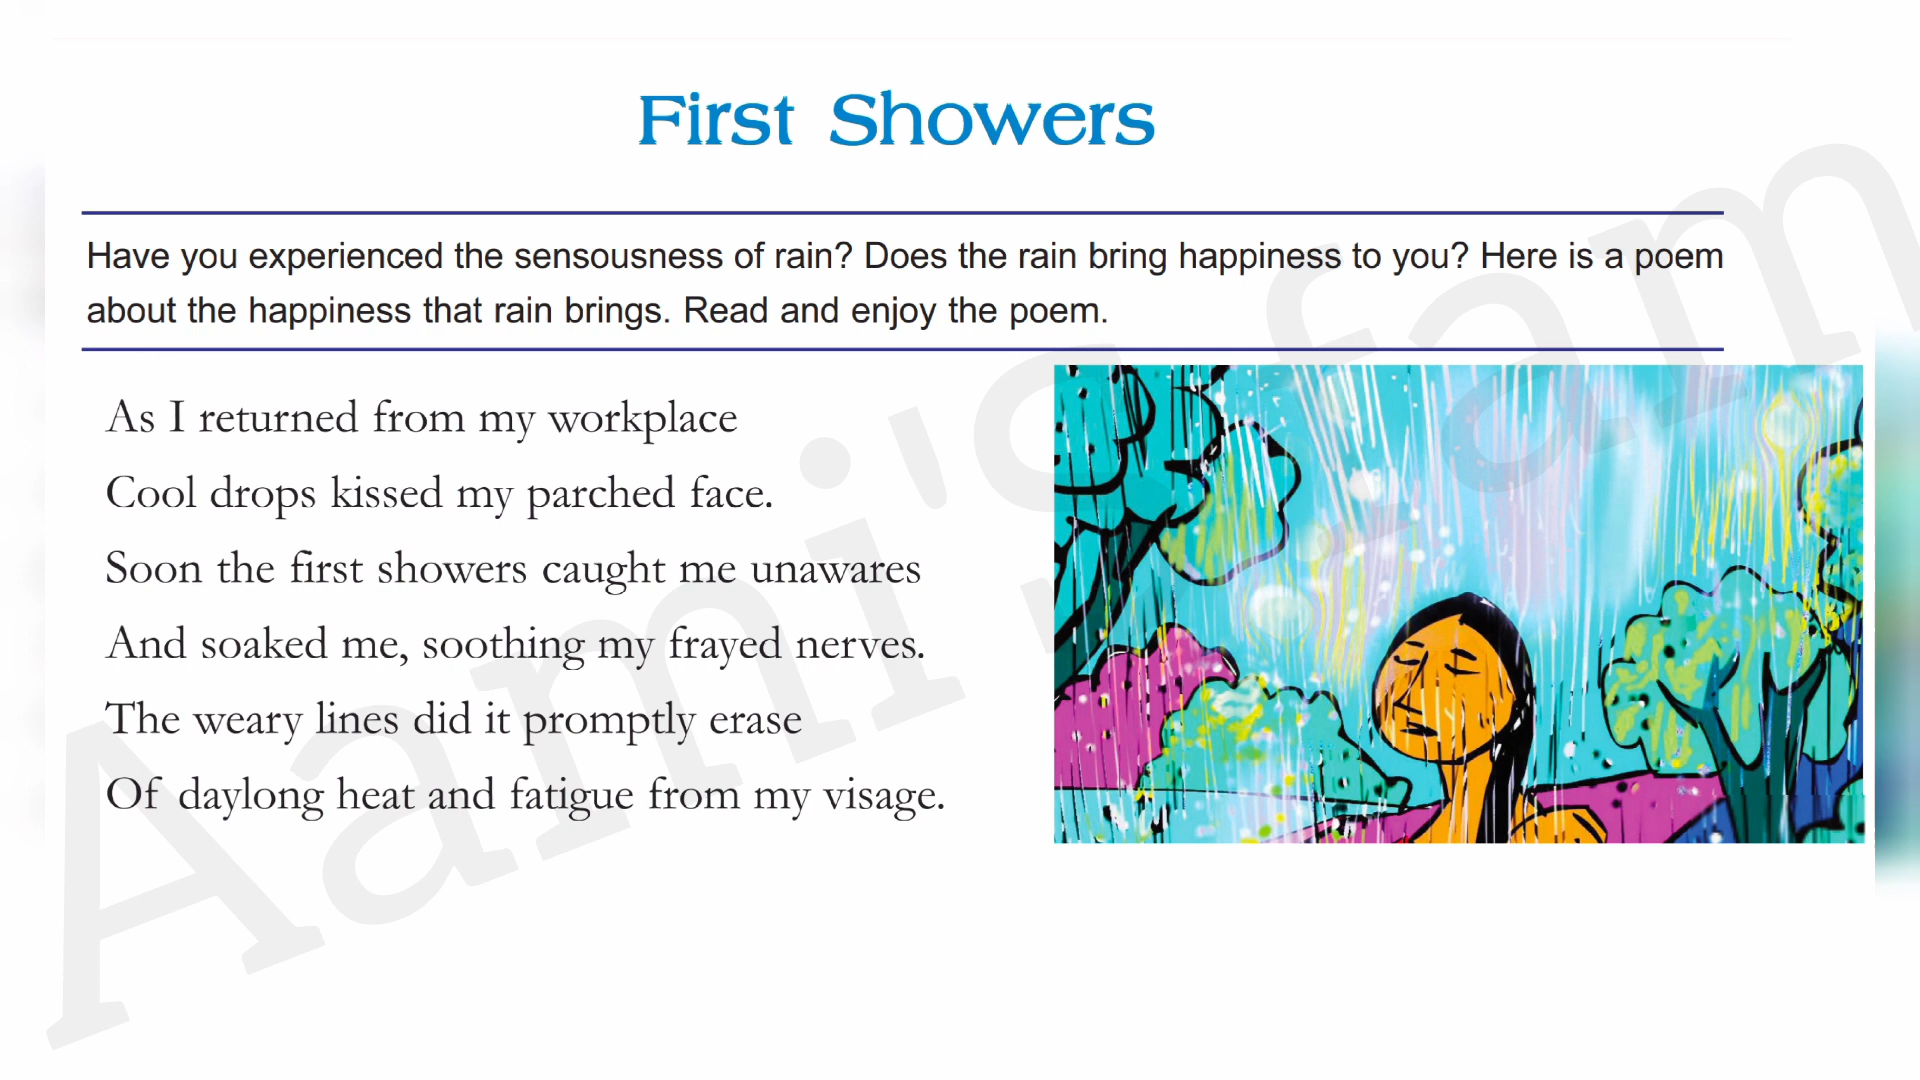 First Showers
Have you experienced the sensousness of rain? Does the rain bring happiness to you? Here is a poem
about the happiness that rain brings. Read and enjoy the poem.
As I returned from my workplace
Cool drops kissed my parched face.
Soon the first showers caught me unawares
And soaked me, soothing my frayed nerves.
The weary lines did it promptly erase
Of daylong heat and fatigue from my visage.
Aami's fam